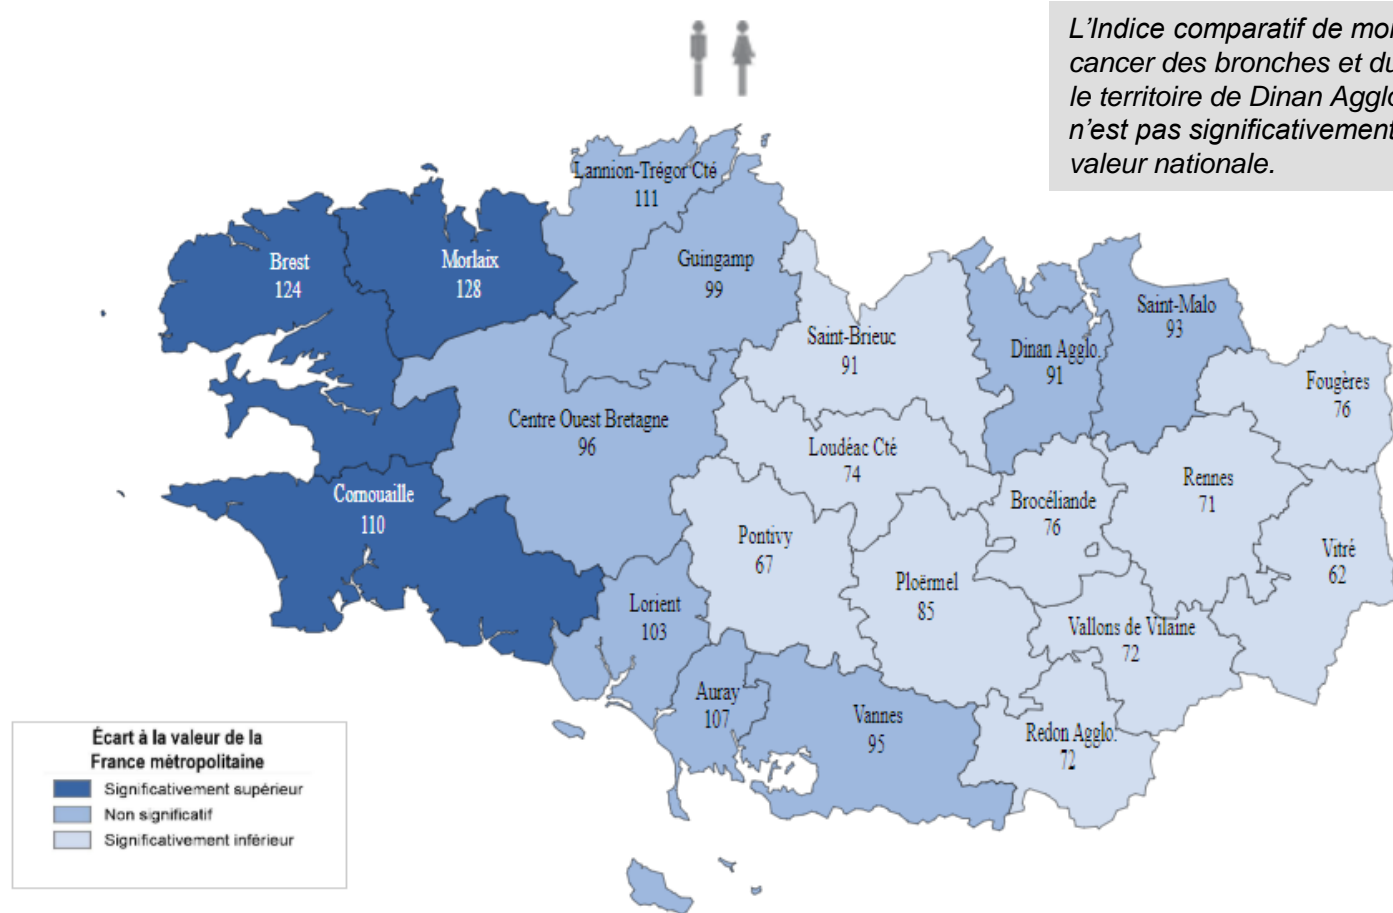 L'Indice comparatif de
cancer des bronches et du
le territoire de Dinan
n'est pas significativement
valeur nationale.
Lannion-Trégor Cté
111
Brest
124
Morlaix
128
Guingamp
99
Saint-Malo
93
Saint-Brieuc
91
Dinan Agglo.
91
Fougères
76
Centre Ouest Bretagne
96
Loudéac Cté
74
Rennes
71
Brocéliande
76
Cornouaille
110
Pontivy
67
Vitré
62
Ploërmel
85
Lorient
103
Vallons de Vilaine
72
Auray
107
Vannes
95
Redon Agglo.
72
Écart à la valeur de la
France métropolitaine
Significativement supérieur
Non significatif
Significativement inférieur